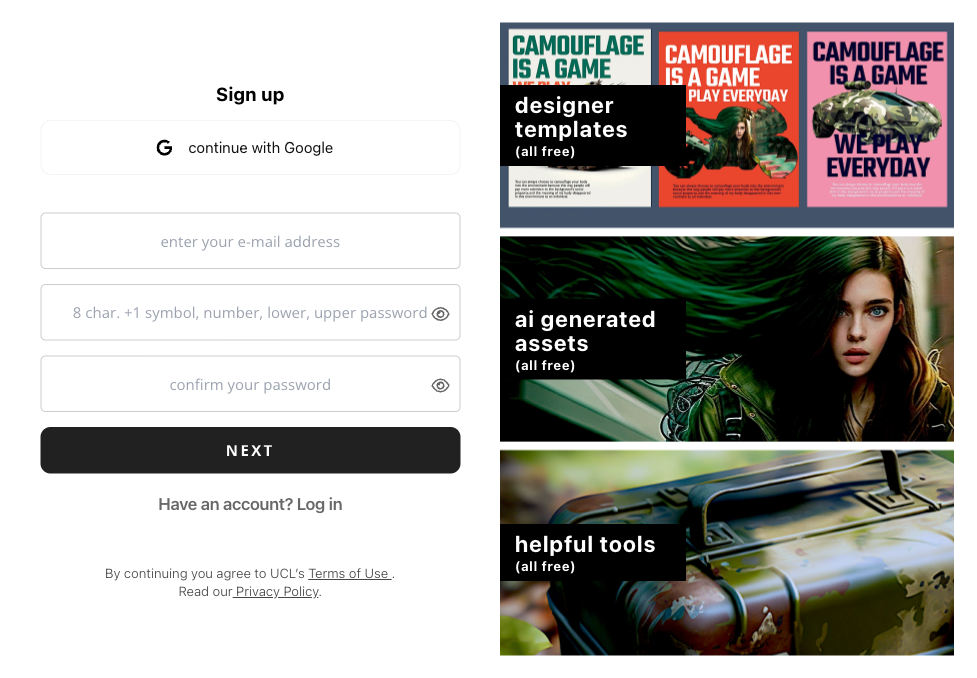 Sign up
continue with Google
enter your e-mail address
8 char. +1 symbol, number, lower, upper password
confirm your password
NEXT
Have an account? Log in
By continuing you agree to UCL's Terms of Use .
Read our Privacy Policy.
CAMOUFLAGE
IS A GAME
designer
templates
(all free)
CAMOUFLAGE
IS A GAME
PLAY EVERYDAY
CAMOUFLAGE
IS A GAME
WE PLAY
EVERYDAY
ai generated
assets
(all free)
helpful tools
(all free)